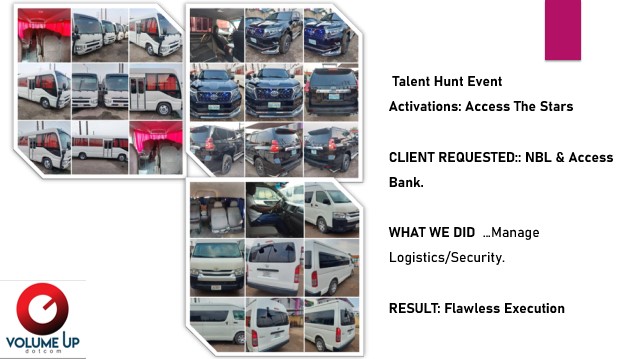 Talent Hunt Event
Activations: Access The Stars
CLIENT REQUESTED:: NBL & Access
Bank.
WHAT WE DID ...Manage
Logistics/Security.
RESULT: Flawless Execution
VOLUME UP
dotcom